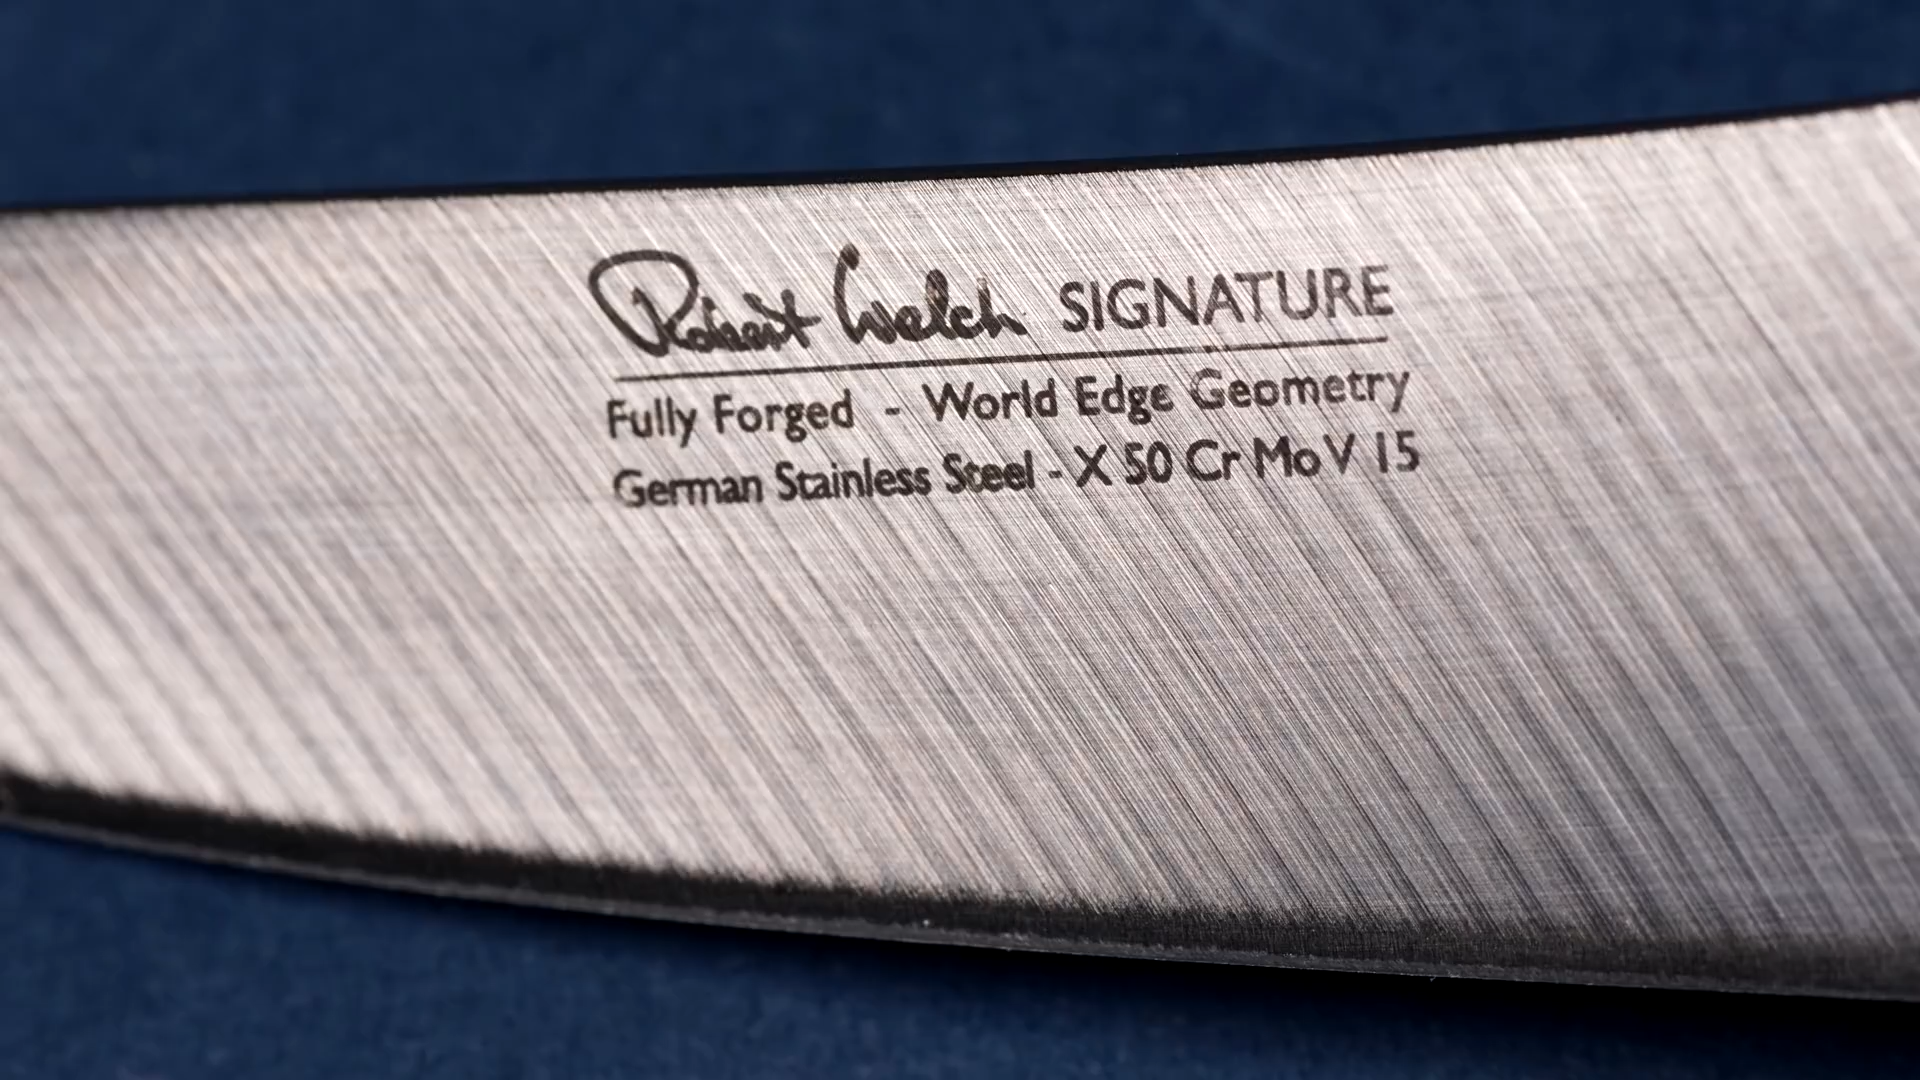 Robert Welch SIGNATURE
Fully Forged - World Edge Geometry
German Stainless Steel - X 50 Cr Mo V 15